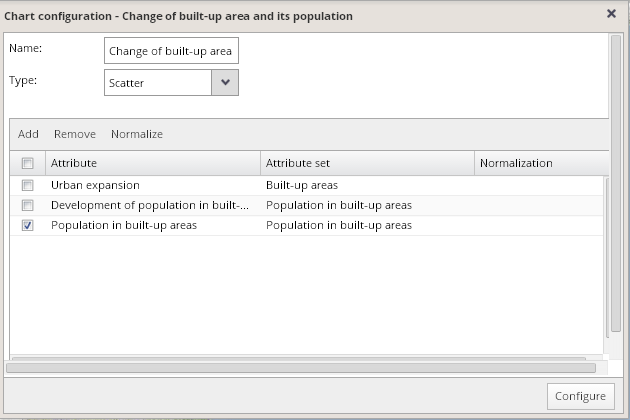 Chart configuration - Change of built-up area and its population
Name: Change of built-up area
Type: Scatter
Add Remove Normalize
Attribute Attribute set Normalization
Urban expansion Built-up areas
Development of population in built-... Population in built-up areas
Population in built-up areas Population in built-up areas
Configure